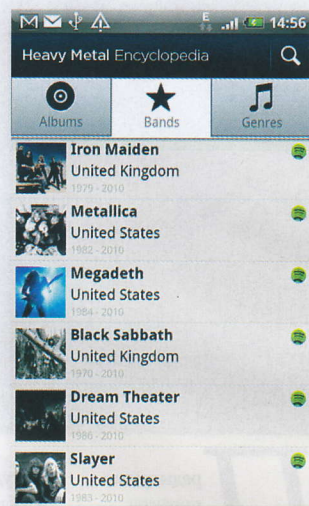 E 14:56
Heavy Metal Encyclopedia
Albums Bands Genres
Iron Maiden
United Kingdom
1979 - 2010
Metallica
United States
1982 - 2010
Megadeth
United States
1984 - 2010
Black Sabbath
United Kingdom
1970 - 2010
Dream Theater
United States
1986 - 2010
Slayer
United States
1983 - 2010